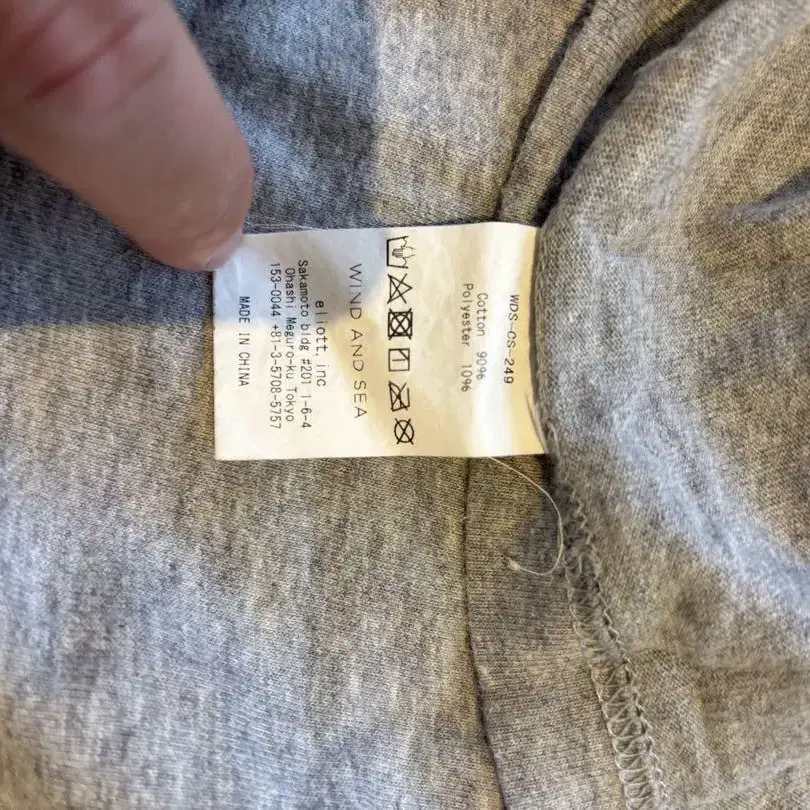 WDS-CS-249
Cotton 90%
Polyester 10%
WIND AND SEA
eliott, inc
Sakamoto bldg #201 1-6-4
Ohashi Meguro-ku Tokyo
153-0044 +81-3-5708-5757
MADE IN CHINA